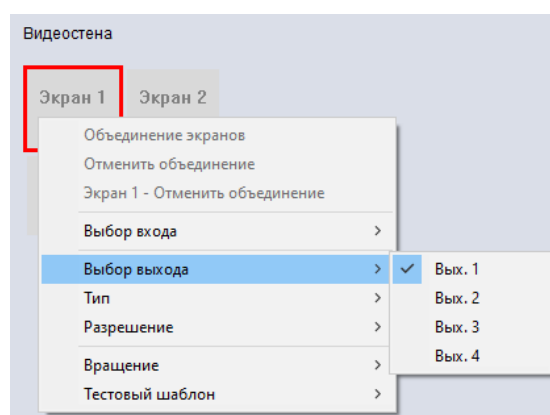 Видеостена
Экран 1 Экран 2
Объединение экранов
Отменить объединение
Экран 1 - Отменить объединение
Выбор входа
Выбор выхода
Вых. 1
Тип
Вых. 2
Разрешение
Вых. 3
Вращение
Вых. 4
Тестовый шаблон